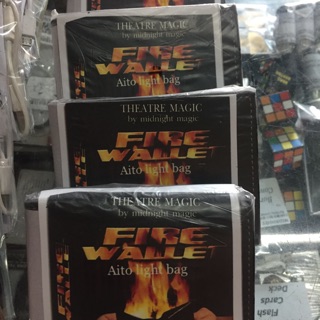 THEATRE MAGIC
by midnight magic
FIRE
WALLET
Aito light bag
THEATRE MAGIC
by midnight magic
FIRE
WALLET
Aito light bag
THEATRE MAGIC
by midnight magic
FIRE
WALLET
Aito light bag
Flash
Cards
Deck